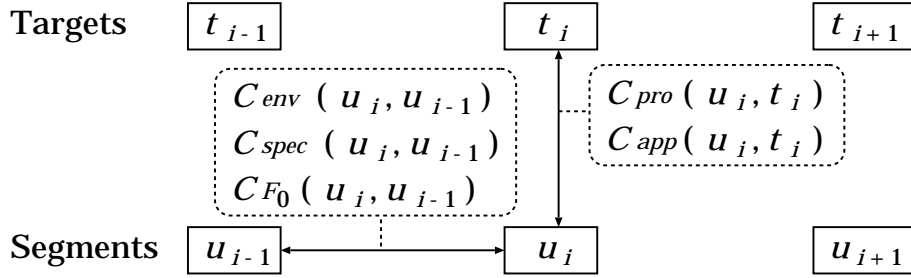 Targets t i-1 t i t i+1
C env ( u i , u i-1 ) C pro ( u i , t i )
C spec ( u i , u i-1 ) C app ( u i , t i )
C F0 ( u i , u i-1 )
Segments u i-1 u i u i+1